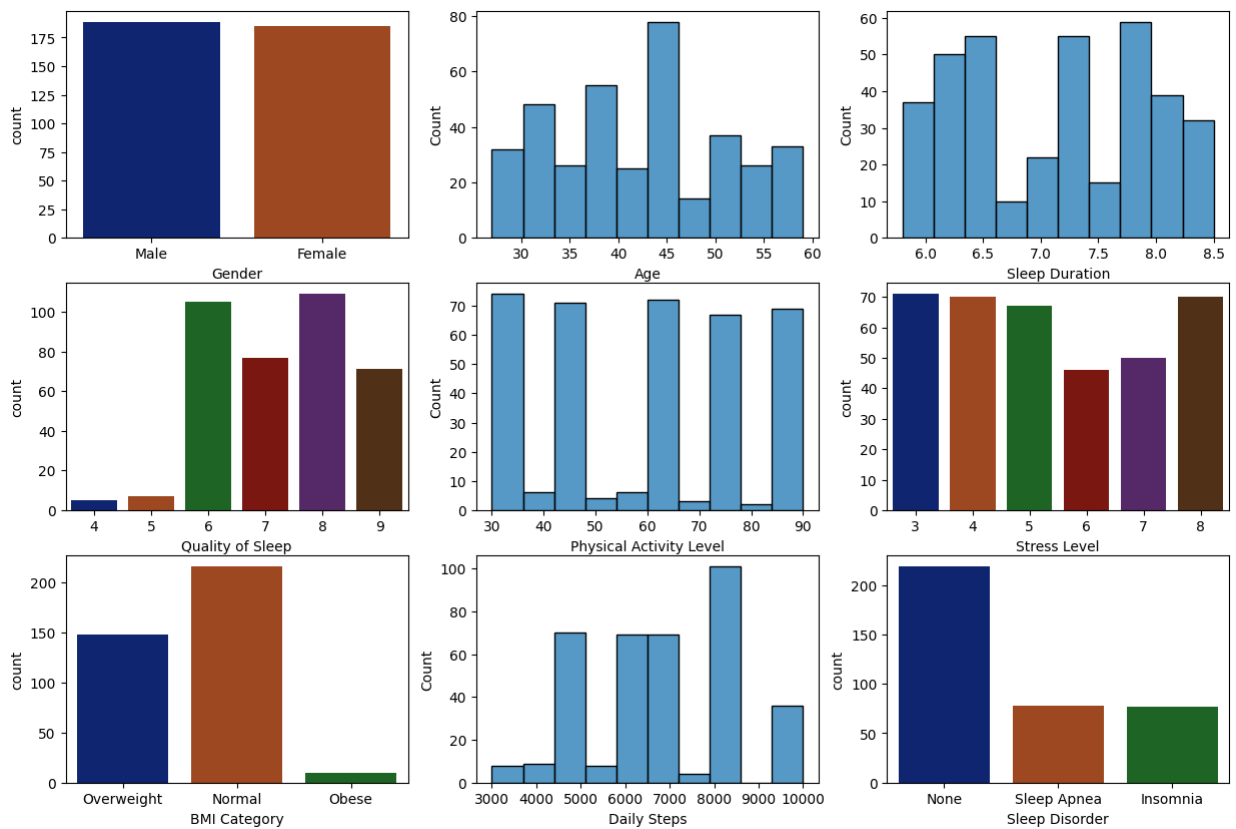 count
175
150
125
100
75
50
25
0
Male Female
Gender
Count
80
60
40
20
0
30 35 40 45 50 55 60
Age
Count
60
50
40
30
20
10
0
6.0 6.5 7.0 7.5 8.0 8.5
Sleep Duration
count
100
80
60
40
20
0
4 5 6 7 8 9
Quality of Sleep
Count
70
60
50
40
30
20
10
0
30 40 50 60 70 80 90
Physical Activity Level
count
70
60
50
40
30
20
10
0
3 4 5 6 7 8
Stress Level
count
200
150
100
50
0
Overweight Normal Obese
BMI Category
Count
100
80
60
40
20
0
3000 4000 5000 6000 7000 8000 9000 10000
Daily Steps
count
200
150
100
50
0
None Sleep Apnea Insomnia
Sleep Disorder